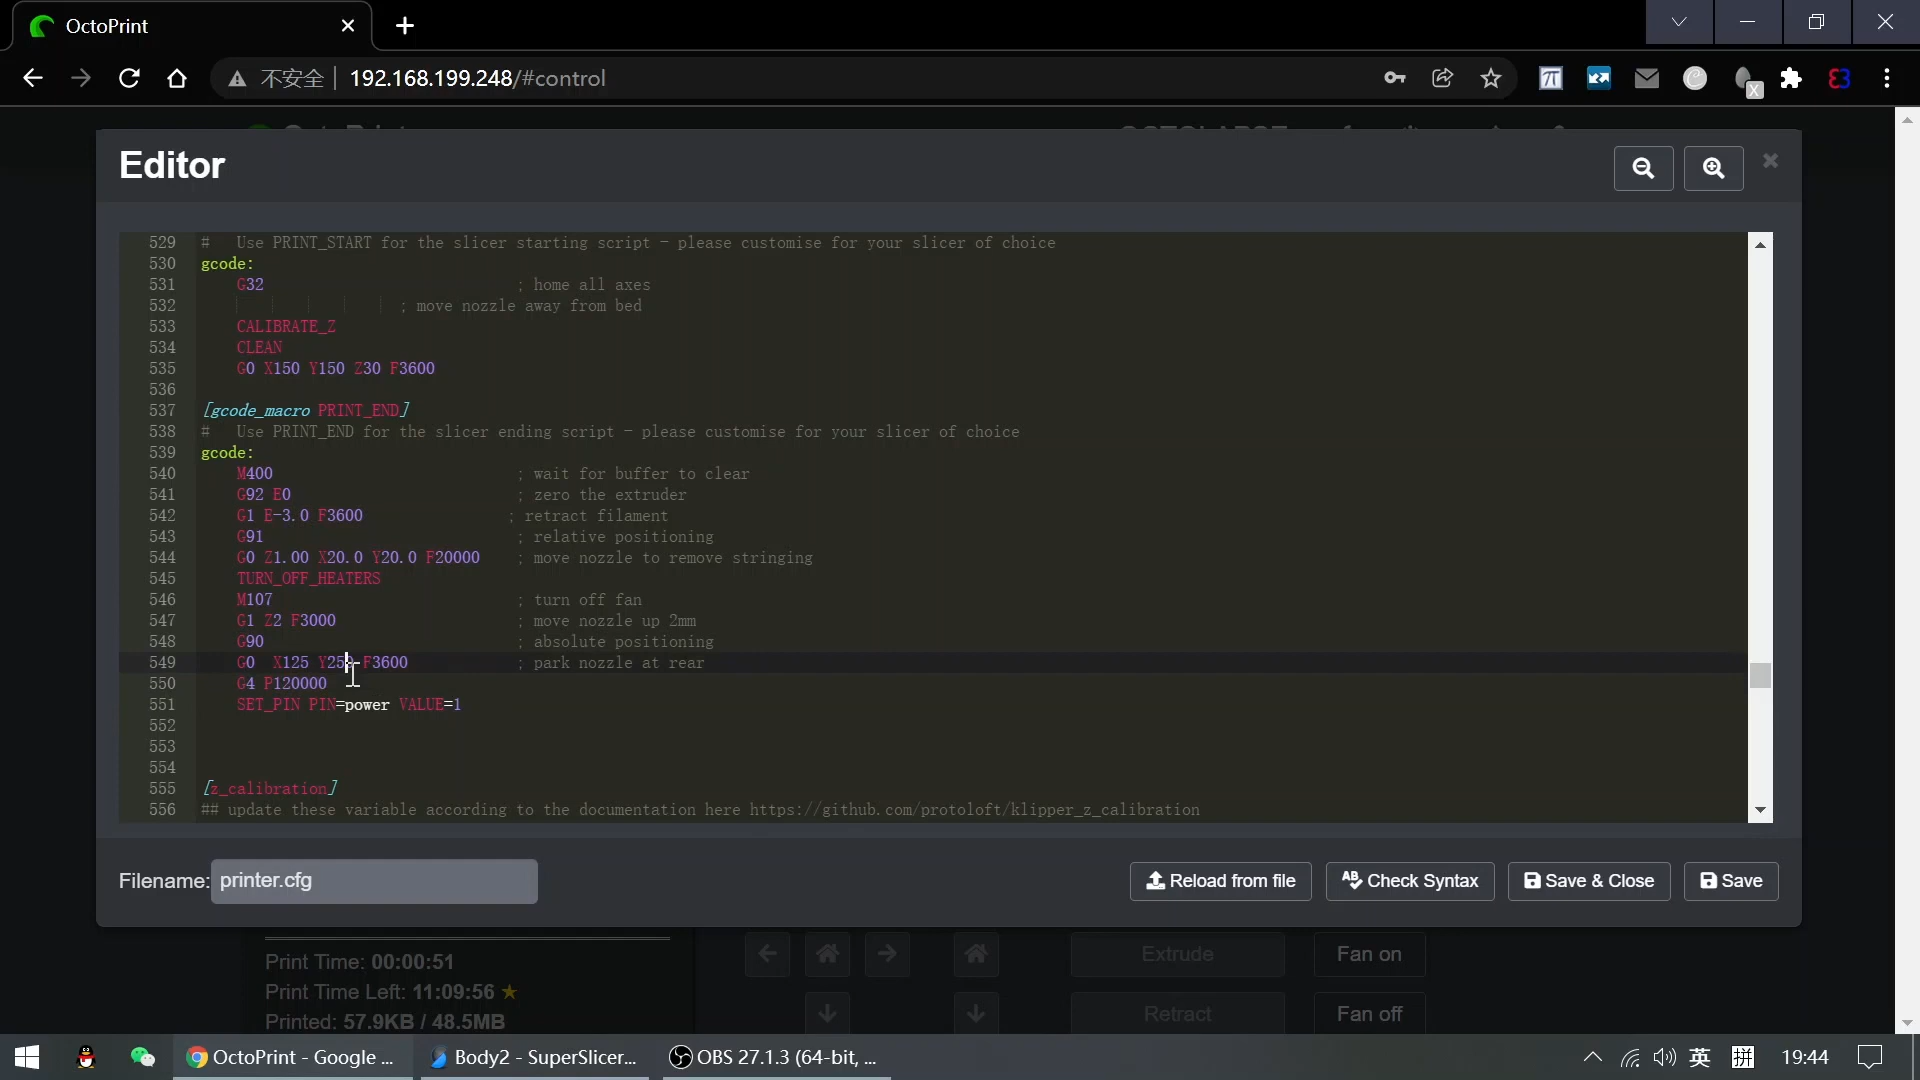 OctoPrint
不安全 192.168.199.248/#control
Editor
529 # Use PRINT_START for the slicer starting script - please customise for your slicer of choice
530 gcode:
531 G32 ; home all axes
532 ; move nozzle away from bed
533 CALIBRATE_Z
534 CLEAN
535 G0 X150 Y150 Z30 F3600
536
537 [gcode_macro PRINT_END]
538 # Use PRINT_END for the slicer ending script - please customise for your slicer of choice
539 gcode:
540 M400 ; wait for buffer to clear
541 G92 E0 ; zero the extruder
542 G1 E-3.0 F3600 ; retract filament
543 G91 ; relative positioning
544 G0 Z1.00 X20.0 Y20.0 F20000 ; move nozzle to remove stringing
545 TURN_OFF_HEATERS
546 M107 ; turn off fan
547 G1 Z2 F3000 ; move nozzle up 2mm
548 G90 ; absolute positioning
549 G0 X125 Y250 F3600 ; park nozzle at rear
550 G4 P120000
551 SET_PIN PIN=power VALUE=1
552
553
554
555 [z_calibration]
556 ## update these variable according to the documentation here https://github.com/protoloft/klipper_z_calibration
Filename: printer.cfg
Reload from file Check Syntax Save & Close Save
Print Time: 00:00:51 Extrude Fan on
Print Time Left: 11:09:56
Printed: 57.9KB / 48.5MB Retract Fan off
OctoPrint - Google ... Body2 - SuperSlicer... OBS 27.1.3 (64-bit, ... 英 拼 19:44